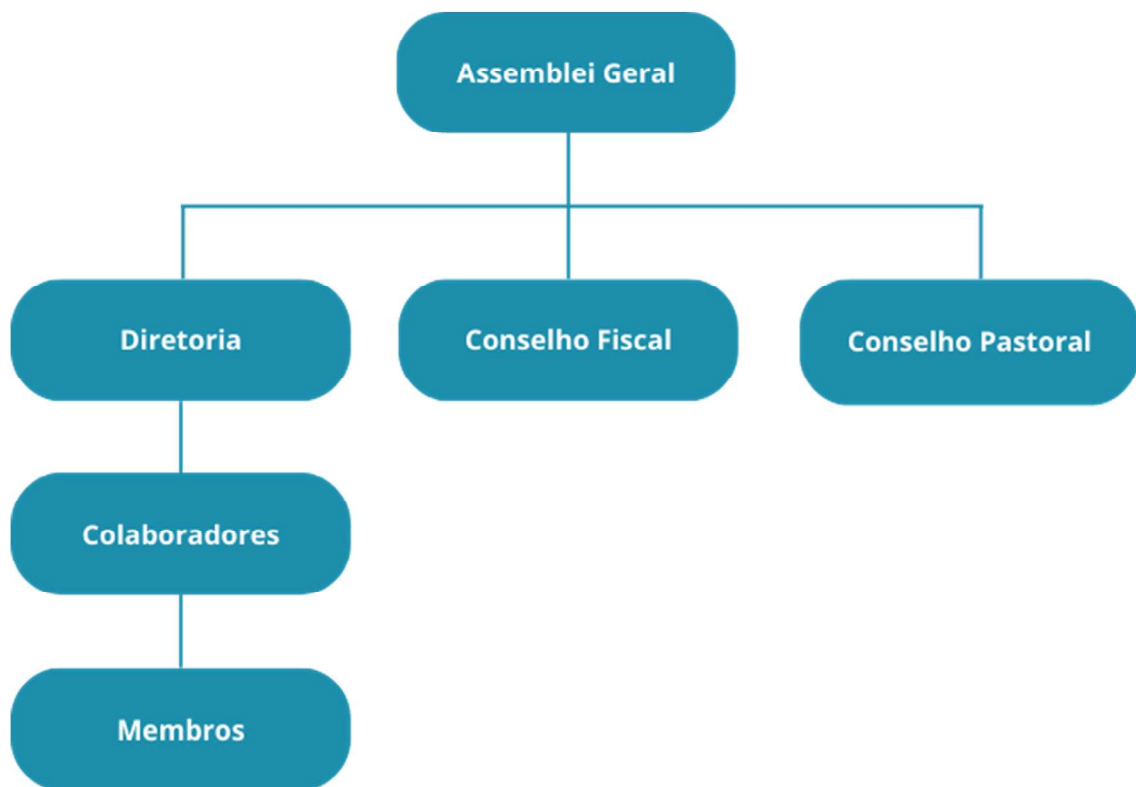 Assemblei Geral
Diretoria
Conselho Fiscal
Conselho Pastoral
Colaboradores
Membros